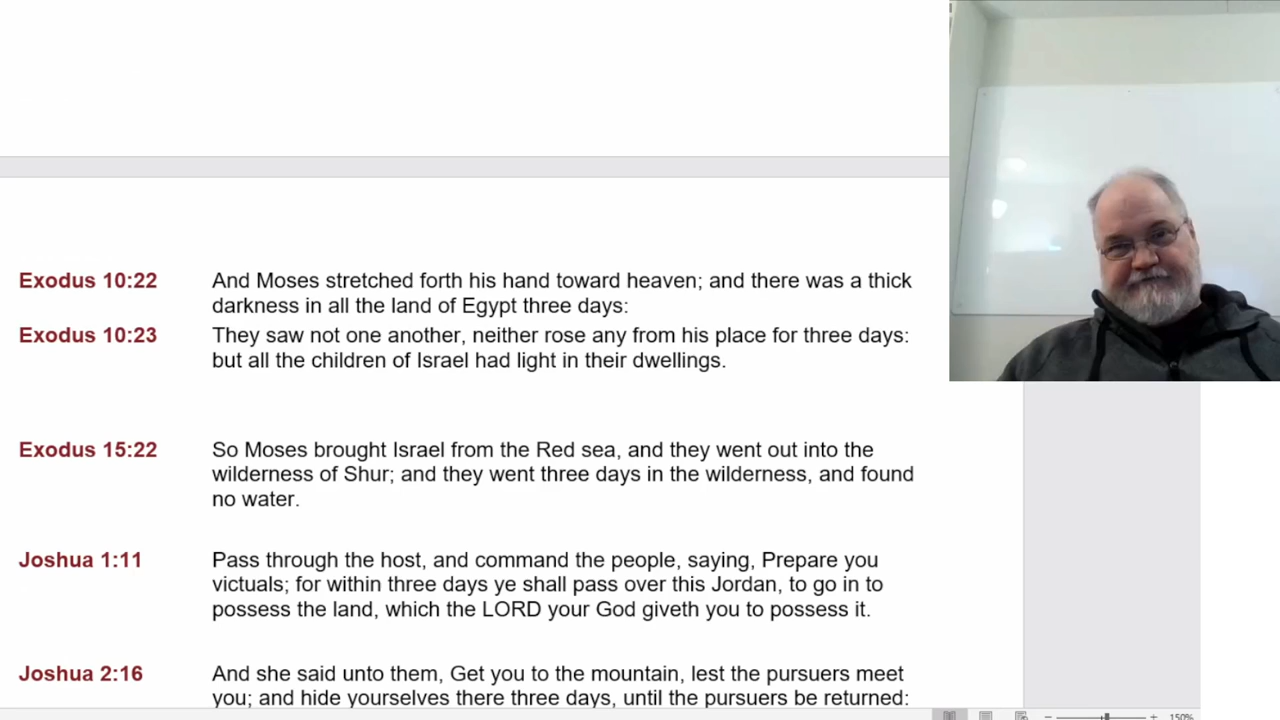 Exodus 10:22 And Moses stretched forth his hand toward heaven; and there was a thick
darkness in all the land of Egypt three days:
Exodus 10:23 They saw not one another, neither rose any from his place for three days:
but all the children of Israel had light in their dwellings.
Exodus 15:22 So Moses brought Israel from the Red sea, and they went out into the
wilderness of Shur; and they went three days in the wilderness, and found
no water.
Joshua 1:11 Pass through the host, and command the people, saying, Prepare you
victuals; for within three days ye shall pass over this Jordan, to go in to
possess the land, which the LORD your God giveth you to possess it.
Joshua 2:16 And she said unto them, Get you to the mountain, lest the pursuers meet
you; and hide yourselves there three days, until the pursuers be returned:
150%